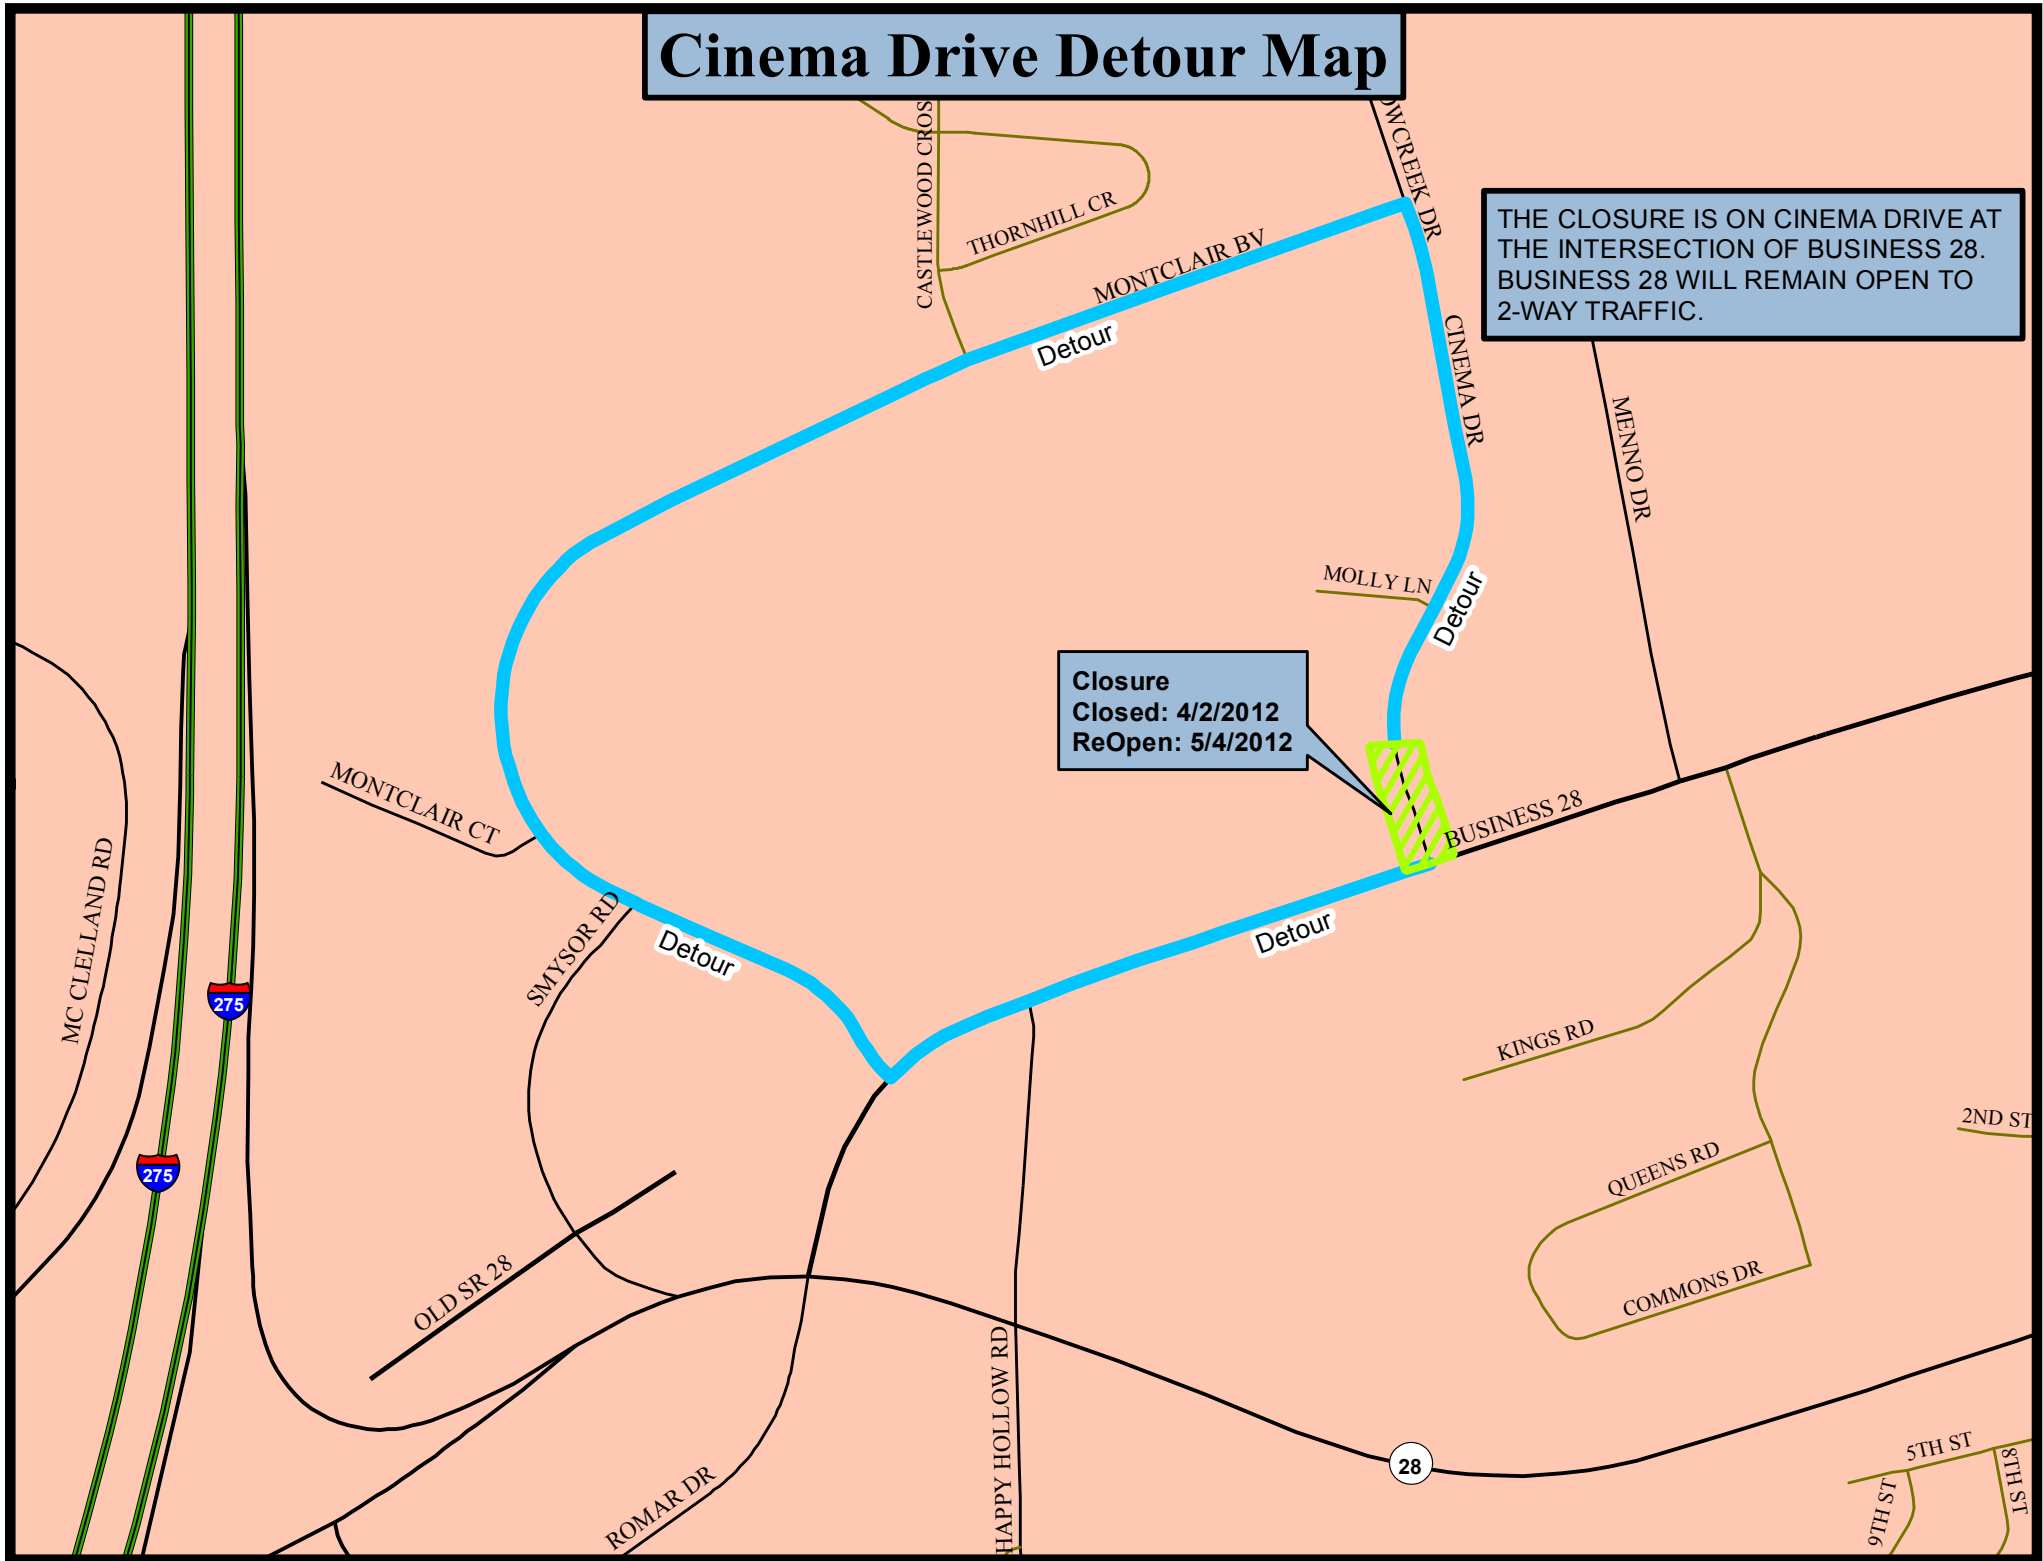 Cinema Drive Detour Map
CASTLEWOOD CROS
OWCREEK DR
THORNHILL CR
THE CLOSURE IS ON CINEMA DRIVE AT
THE INTERSECTION OF BUSINESS 28.
BUSINESS 28 WILL REMAIN OPEN TO
2-WAY TRAFFIC.
MONTCLAIR BV
Detour
CINEMA DR
MENNO DR
MOLLY LN
Detour
Closure
Closed: 4/2/2012
ReOpen: 5/4/2012
MONTCLAIR CT
BUSINESS 28
MC CLELLAND RD
SMYSOR RD
Detour
Detour
275
KINGS RD
2ND ST
275
QUEENS RD
OLD SR 28
COMMONS DR
HAPPY HOLLOW RD
28
ROMAR DR
5TH ST
9TH ST
8TH ST